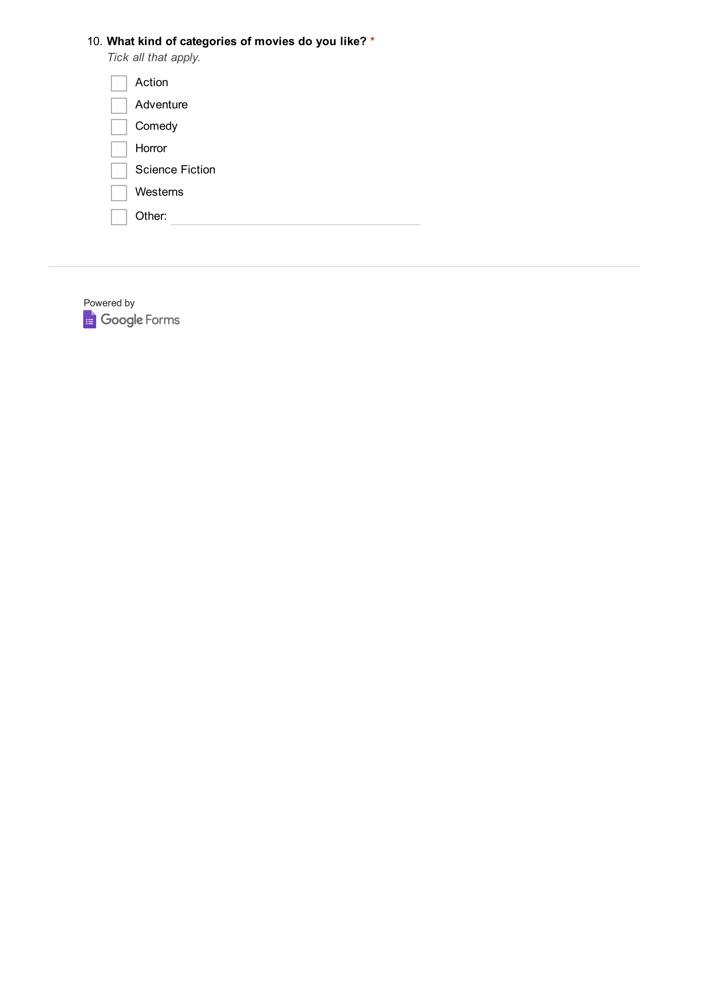 10. What kind of categories of movies do you like? *
Tick all that apply.
Action
Adventure
Comedy
Horror
Science Fiction
Westerns
Other:
Powered by
Google Forms